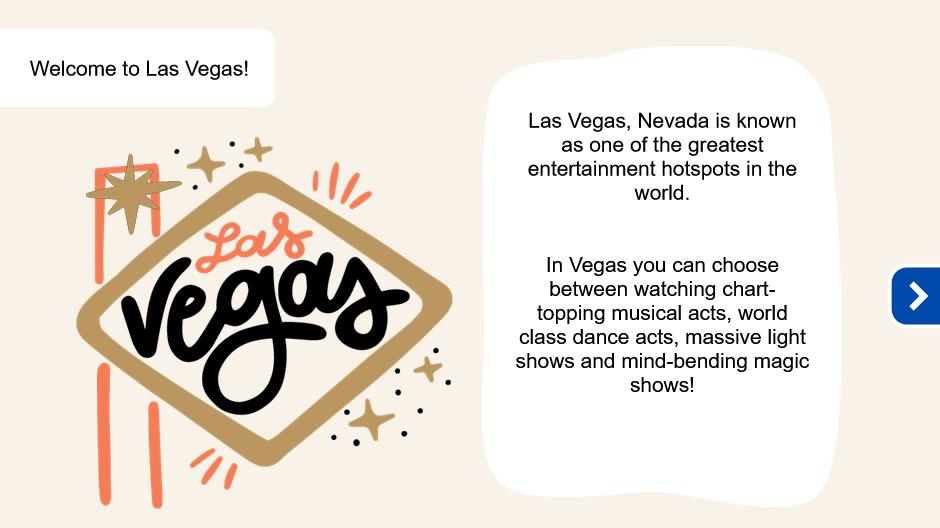 Welcome to Las Vegas!
Las
Vegas
Las Vegas, Nevada is known
as one of the greatest
entertainment hotspots in the
world.
In Vegas you can choose
between watching chart-
topping musical acts, world
class dance acts, massive light
shows and mind-bending magic
shows!